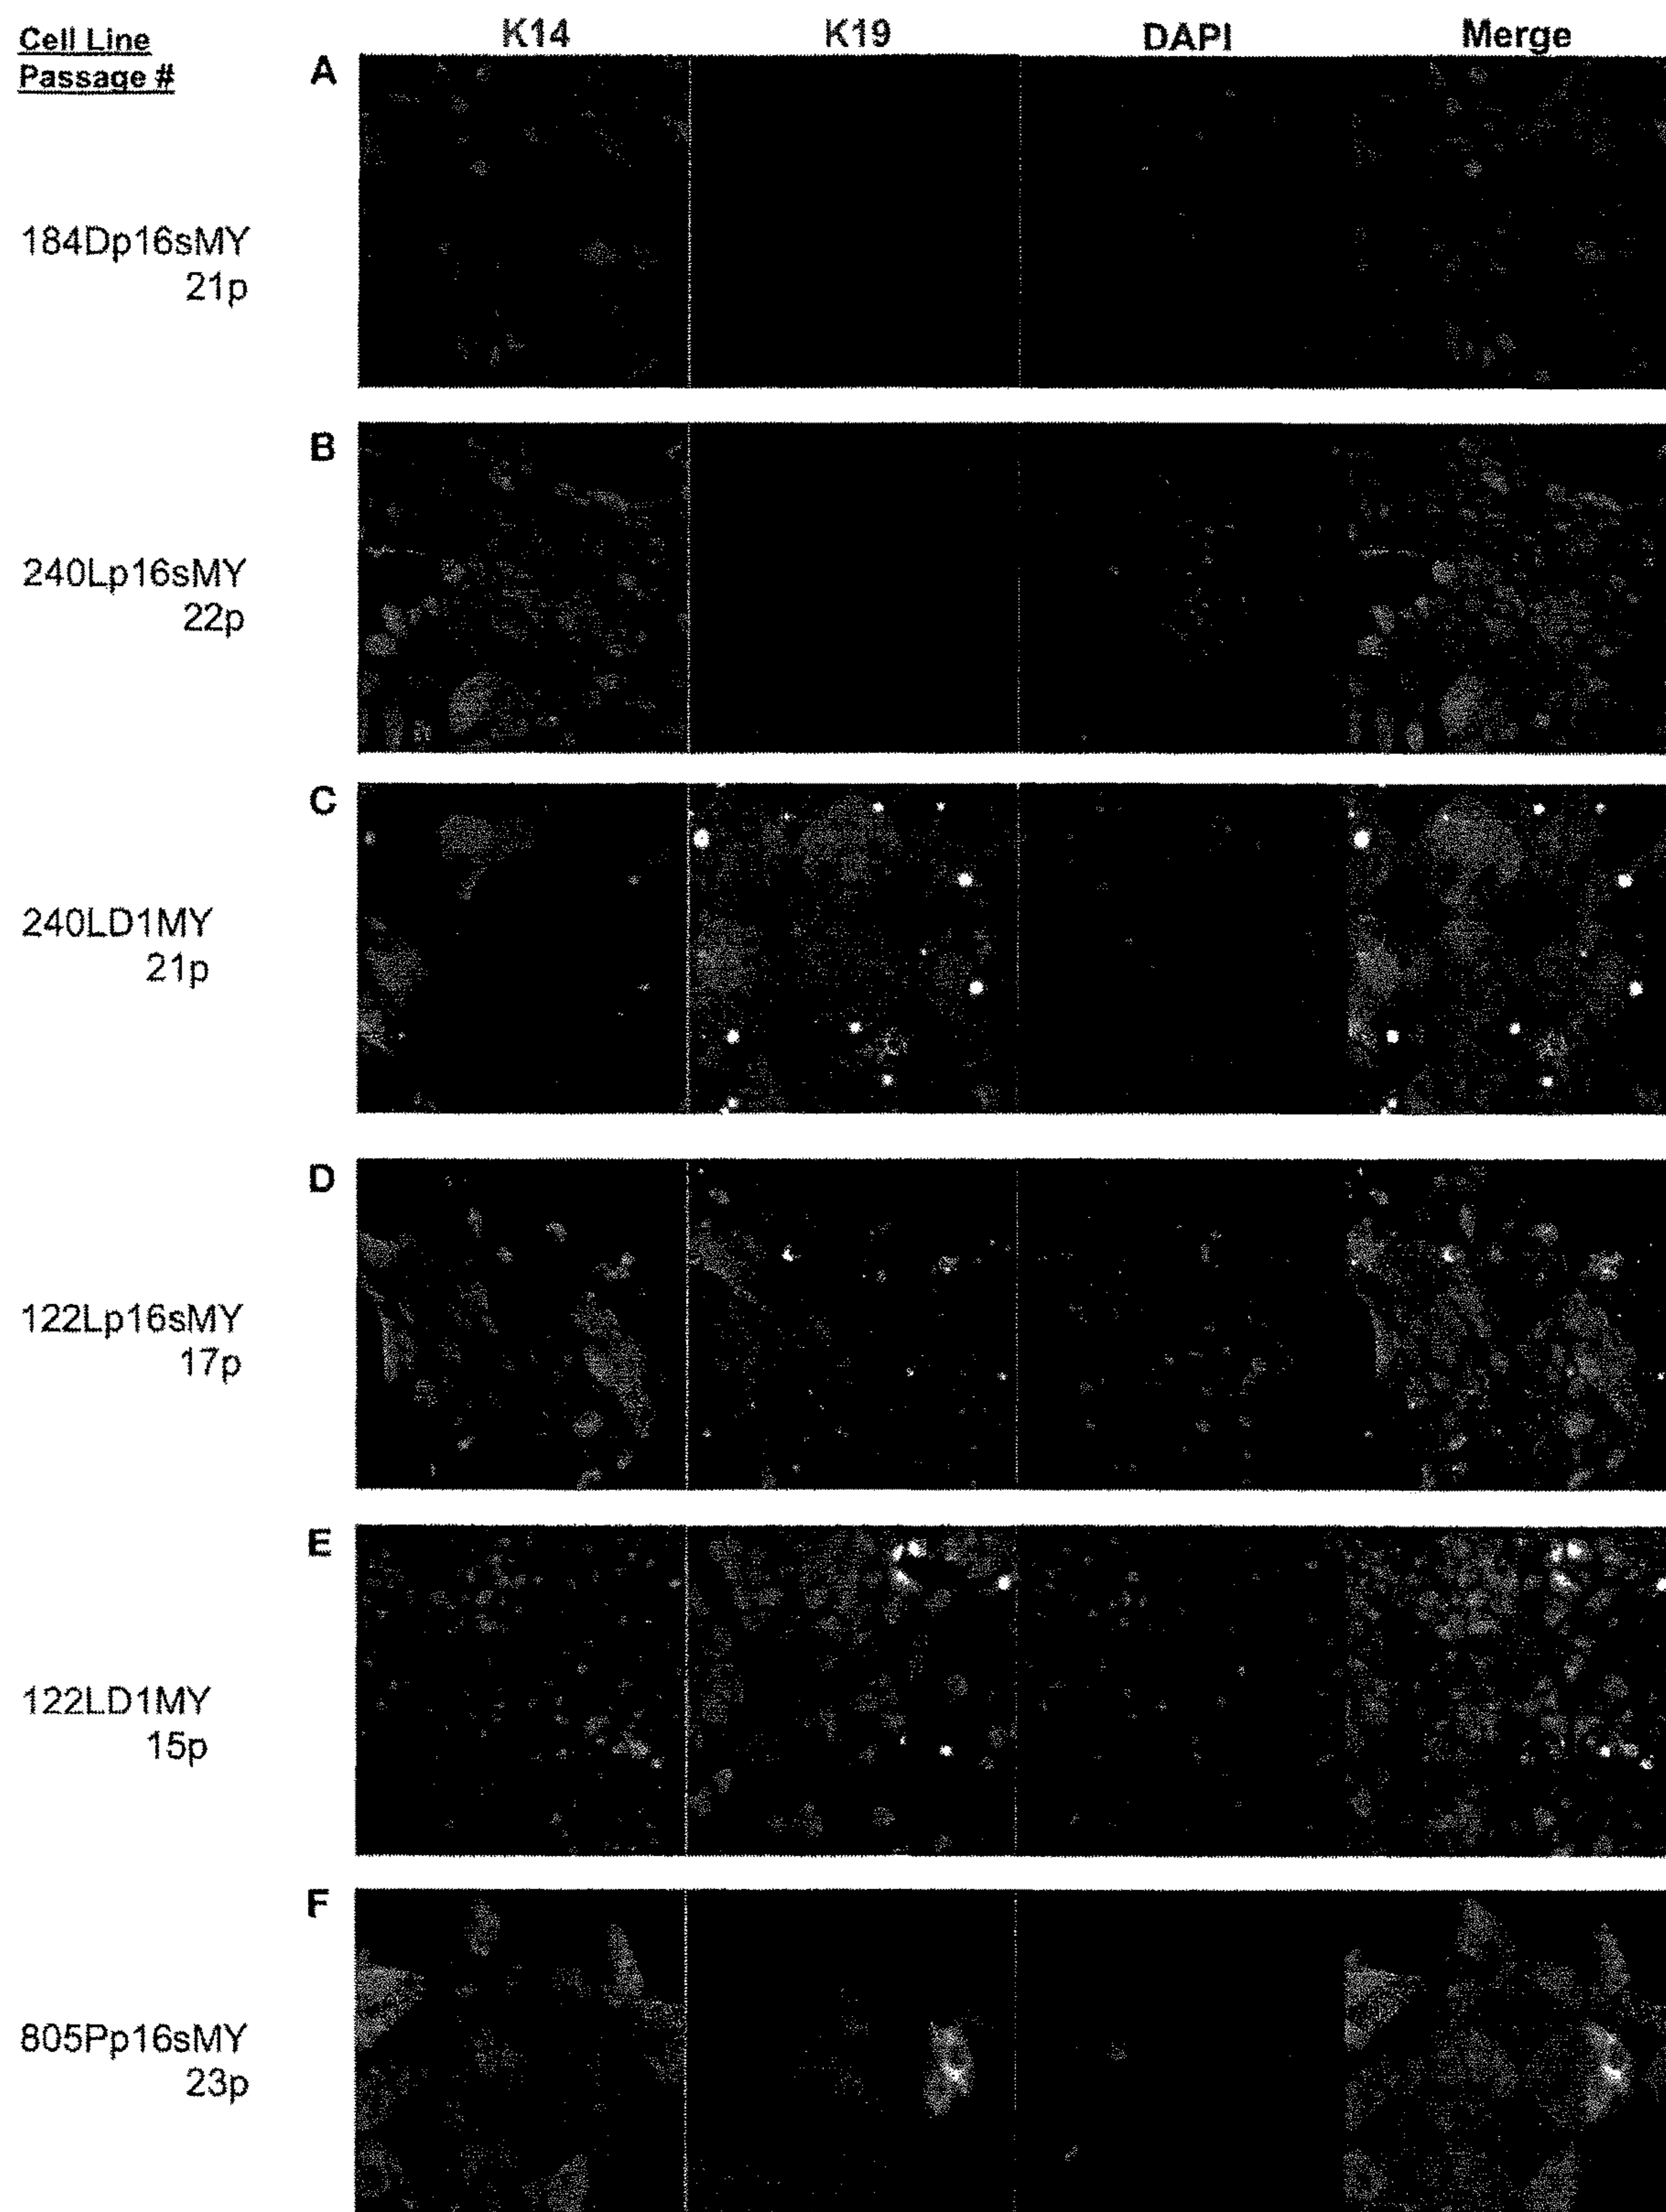 Cell Line
Passage #
K14 K19 DAPI Merge
A
184Dp16sMY
21p
B
240Lp16sMY
22p
C
240LD1MY
21p
D
122Lp16sMY
17p
E
122LD1MY
15p
F
805Pp16sMY
23p